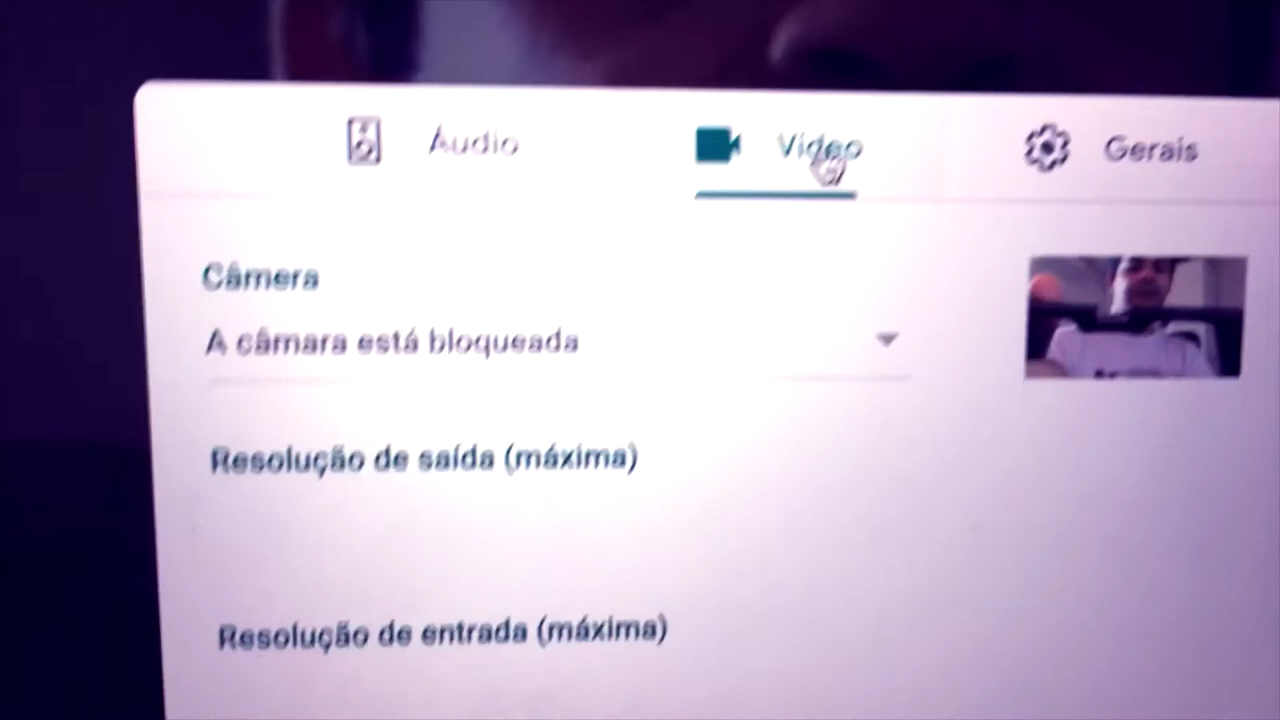 Áudio
Vídeo
Gerais
Câmera
A câmara está bloqueada
Resolução de saída (máxima)
Resolução de entrada (máxima)